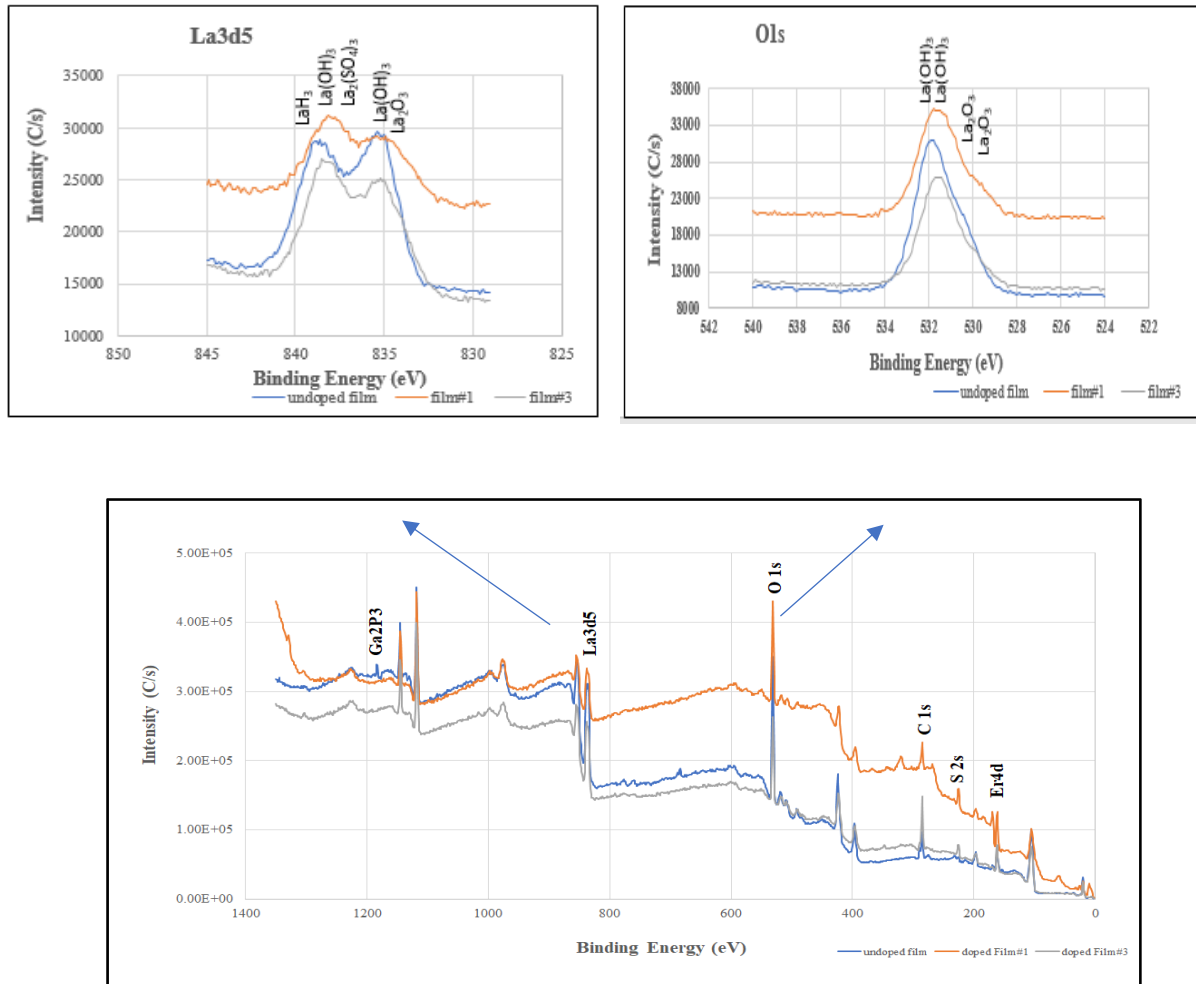 La3d5
LaH₃
La(OH)₃
La₂(SO₄)₃
La(OH)₃
La₂O₃
35000
30000
25000
20000
15000
10000
Intensity (C/s)
850 845 840 835 830 825
Binding Energy (eV)
undoped film film#1 film#3
O1s
La(OH)₃
La(OH)₃
La₂O₃
La₂O₃
38000
33000
28000
23000
18000
13000
8000
Intensity (C/s)
542 540 538 536 534 532 530 528 526 524 522
Binding Energy (eV)
undoped film film#1 film#3
5.00E+05
4.00E+05
3.00E+05
2.00E+05
1.00E+05
0.00E+00
Intensity (C/s)
Ga2P3
La3d5
O 1s
C 1s
S 2s
Er4d
1400 1200 1000 800 600 400 200 0
Binding Energy (eV)
undoped film doped Film#1 doped Film#3